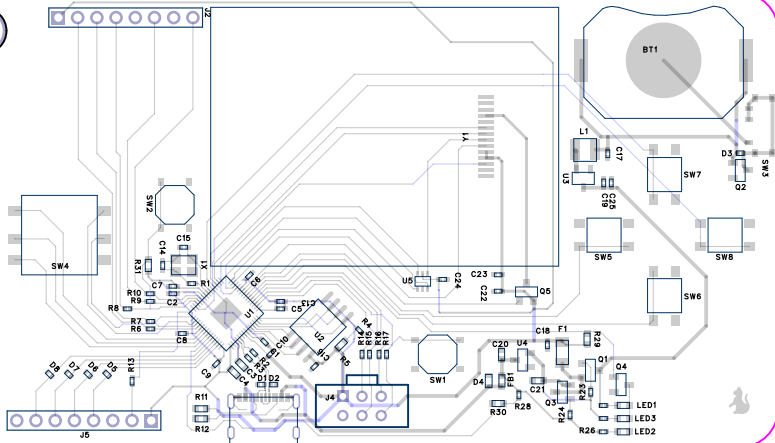 J2
BT1
Y1
L1
C17
D3
SW3
U3
C19
C25
SW7
Q2
SW2
SW4
C15
C14
X1
R31
SW5
SW8
C7
R1
C6
U5
C24
C23
C22
Q5
R10
R9
C2
R8
SW6
C13
C5
U1
R7
R6
C8
U2
R4
R14
R15
R16
R17
C10
R5
C18
F1
R29
C20
U4
SW1
D8
D7
D6
D5
R13
C9
C4
D1
D2
D4
FB1
C21
Q1
Q4
R23
R28
Q3
R11
R12
J4
R30
R24
R26
LED1
LED3
LED2
J5